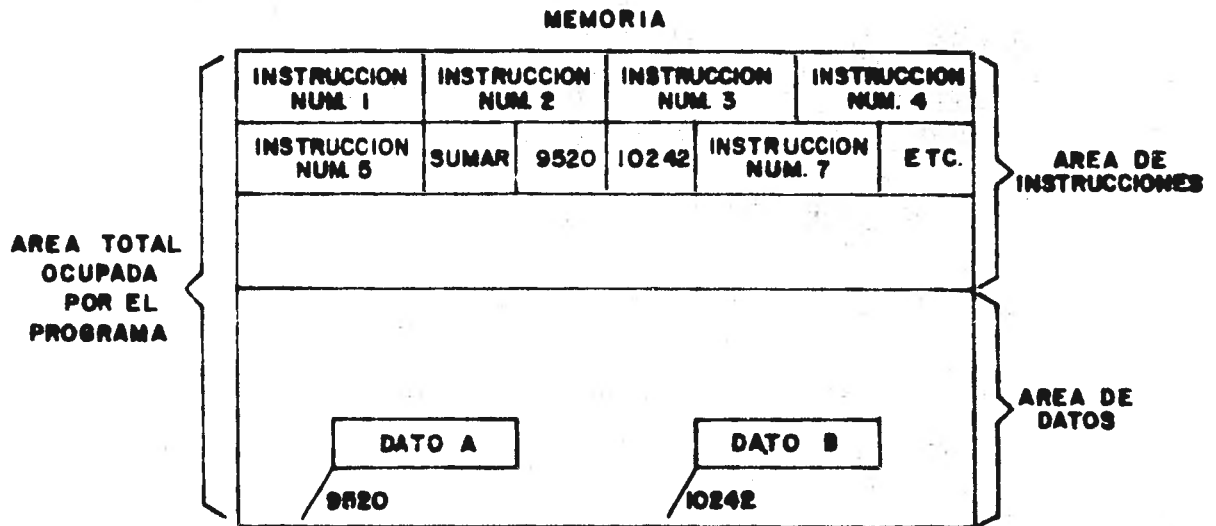 MEMORIA
INSTRUCCION
NUM. 1
INSTRUCCION
NUM. 2
INSTRUCCION
NUM. 3
INSTRUCCION
NUM. 4
INSTRUCCION
NUM. 5
SUMAR
9520
10242
INSTRUCCION
NUM. 7
ETC.
AREA DE
INSTRUCCIONES
AREA TOTAL
OCUPADA
POR EL
PROGRAMA
DATO A
9520
DATO B
10242
AREA DE
DATOS